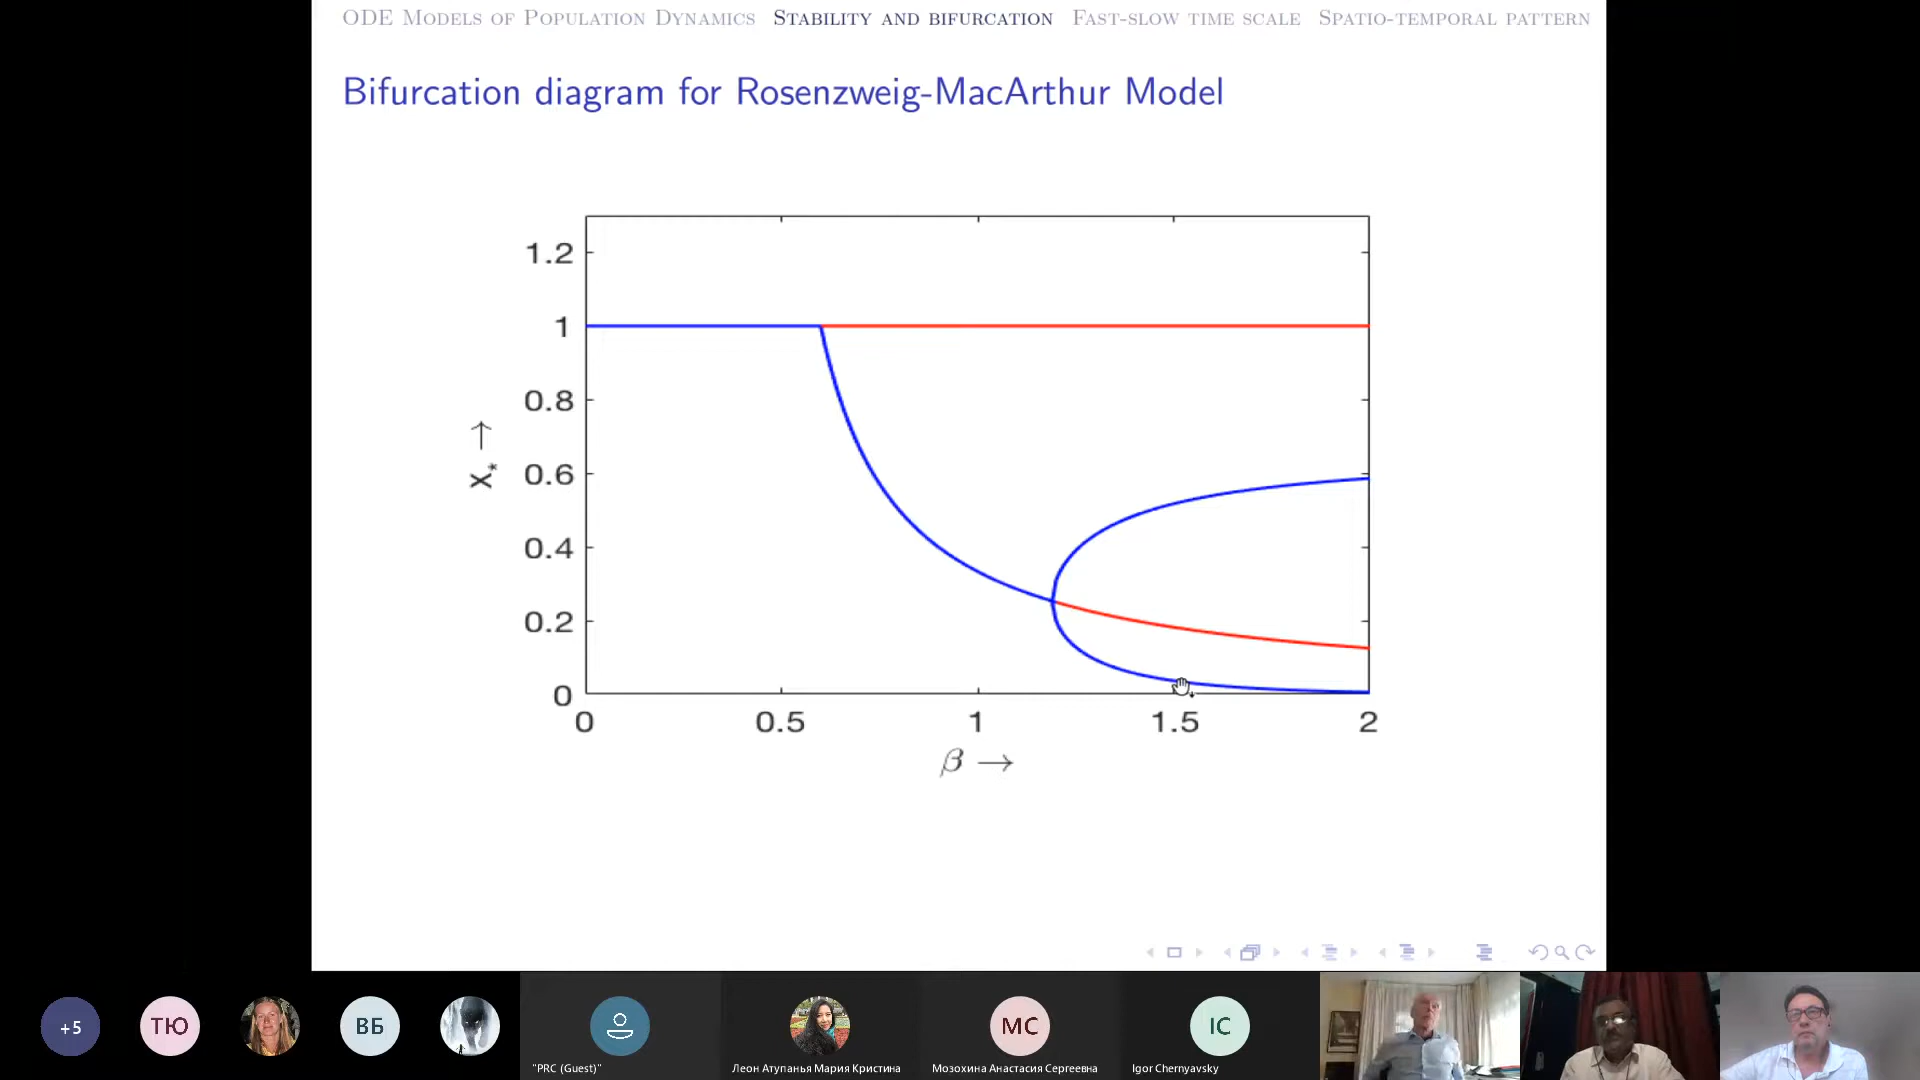 ODE Models of Population Dynamics Stability and bifurcation Fast-slow time scale Spatio-temporal pattern
Bifurcation diagram for Rosenzweig-MacArthur Model
1.2
1
0.8
0.6
0.4
0.2
0
x* →
0 0.5 1 1.5 2
β →
+5 ТЮ ВБ МС IC
"PRC (Guest)" Леон Атупанья Мария Кристина Мозохина Анастасия Сергеевна Igor Chernyavsky